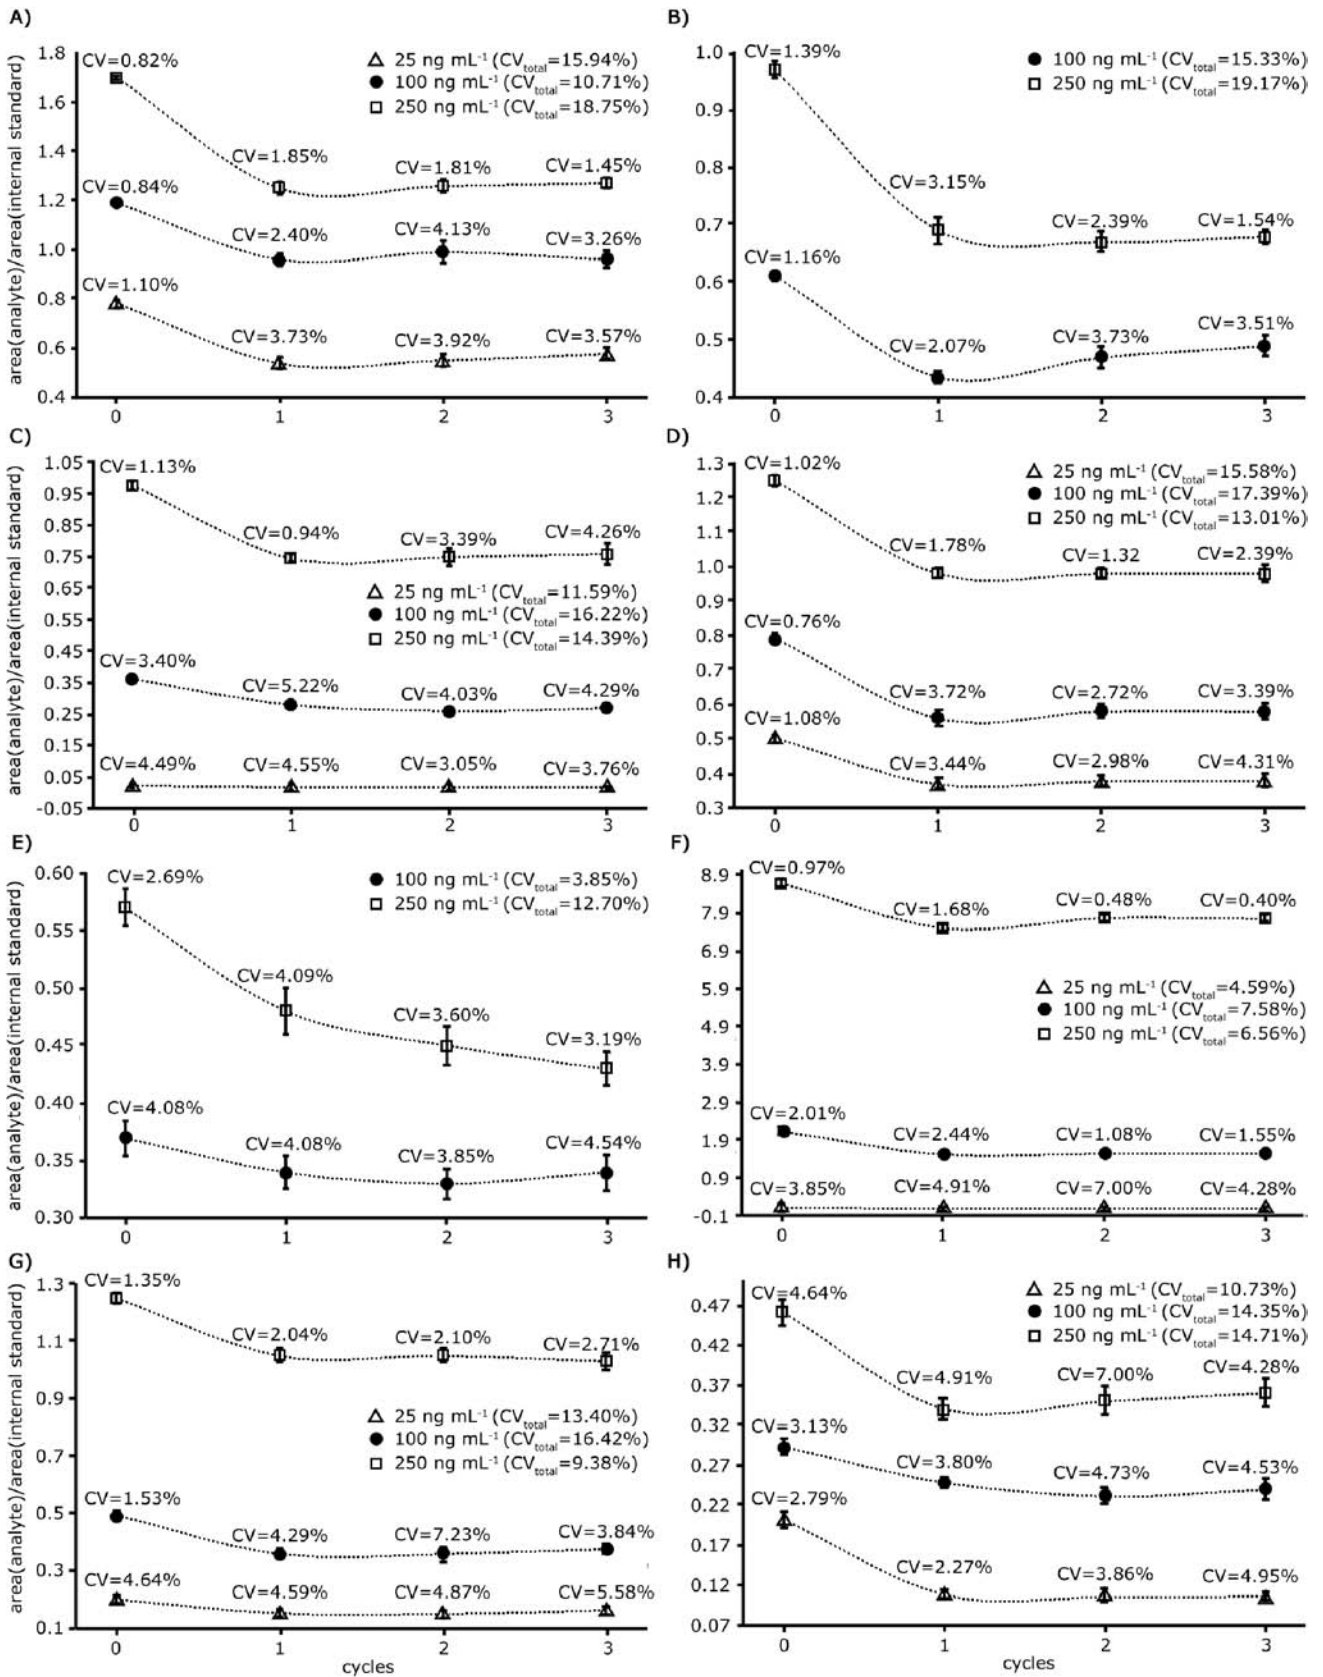 A)
area(analyte)/area(internal standard)
1.8
1.6
1.4
1.2
1.0
0.8
0.6
0.4
CV=0.82%
CV=1.85%
CV=1.81%
CV=1.45%
CV=0.84%
CV=2.40%
CV=4.13%
CV=3.26%
CV=1.10%
CV=3.73%
CV=3.92%
CV=3.57%
25 ng mL-1 (CVtotal=15.94%)
100 ng mL-1 (CVtotal=10.71%)
250 ng mL-1 (CVtotal=18.75%)
0 1 2 3
B)
1.0
0.9
0.8
0.7
0.6
0.5
0.4
CV=1.39%
CV=3.15%
CV=2.39%
CV=1.54%
CV=1.16%
CV=2.07%
CV=3.73%
CV=3.51%
100 ng mL-1 (CVtotal=15.33%)
250 ng mL-1 (CVtotal=19.17%)
0 1 2 3
C)
area(analyte)/area(internal standard)
1.05
0.95
0.85
0.75
0.65
0.55
0.45
0.35
0.25
0.15
0.05
-0.05
CV=1.13%
CV=0.94%
CV=3.39%
CV=4.26%
25 ng mL-1 (CVtotal=11.59%)
100 ng mL-1 (CVtotal=16.22%)
250 ng mL-1 (CVtotal=14.39%)
CV=3.40%
CV=5.22%
CV=4.03%
CV=4.29%
CV=4.49%
CV=4.55%
CV=3.05%
CV=3.76%
0 1 2 3
D)
1.3
1.2
1.1
1.0
0.9
0.8
0.7
0.6
0.5
0.4
0.3
CV=1.02%
CV=1.78%
CV=1.32
CV=2.39%
CV=0.76%
CV=3.72%
CV=2.72%
CV=3.39%
CV=1.08%
CV=3.44%
CV=2.98%
CV=4.31%
25 ng mL-1 (CVtotal=15.58%)
100 ng mL-1 (CVtotal=17.39%)
250 ng mL-1 (CVtotal=13.01%)
0 1 2 3
E)
area(analyte)/area(internal standard)
0.60
0.55
0.50
0.45
0.40
0.35
0.30
CV=2.69%
CV=4.09%
CV=3.60%
CV=3.19%
CV=4.08%
CV=4.08%
CV=3.85%
CV=4.54%
100 ng mL-1 (CVtotal=3.85%)
250 ng mL-1 (CVtotal=12.70%)
0 1 2 3
F)
8.9
7.9
6.9
5.9
4.9
3.9
2.9
1.9
0.9
-0.1
CV=0.97%
CV=1.68%
CV=0.48%
CV=0.40%
25 ng mL-1 (CVtotal=4.59%)
100 ng mL-1 (CVtotal=7.58%)
250 ng mL-1 (CVtotal=6.56%)
CV=2.01%
CV=2.44%
CV=1.08%
CV=1.55%
CV=3.85%
CV=4.91%
CV=7.00%
CV=4.28%
0 1 2 3
G)
area(analyte)/area(internal standard)
1.3
1.1
0.9
0.7
0.5
0.3
0.1
CV=1.35%
CV=2.04%
CV=2.10%
CV=2.71%
25 ng mL-1 (CVtotal=13.40%)
100 ng mL-1 (CVtotal=16.42%)
250 ng mL-1 (CVtotal=9.38%)
CV=1.53%
CV=4.29%
CV=7.23%
CV=3.84%
CV=4.64%
CV=4.59%
CV=4.87%
CV=5.58%
0 1 2 3
cycles
H)
0.47
0.42
0.37
0.32
0.27
0.22
0.17
0.12
0.07
CV=4.64%
CV=4.91%
CV=7.00%
CV=4.28%
CV=3.13%
CV=3.80%
CV=4.73%
CV=4.53%
CV=2.79%
CV=2.27%
CV=3.86%
CV=4.95%
25 ng mL-1 (CVtotal=10.73%)
100 ng mL-1 (CVtotal=14.35%)
250 ng mL-1 (CVtotal=14.71%)
0 1 2 3
cycles